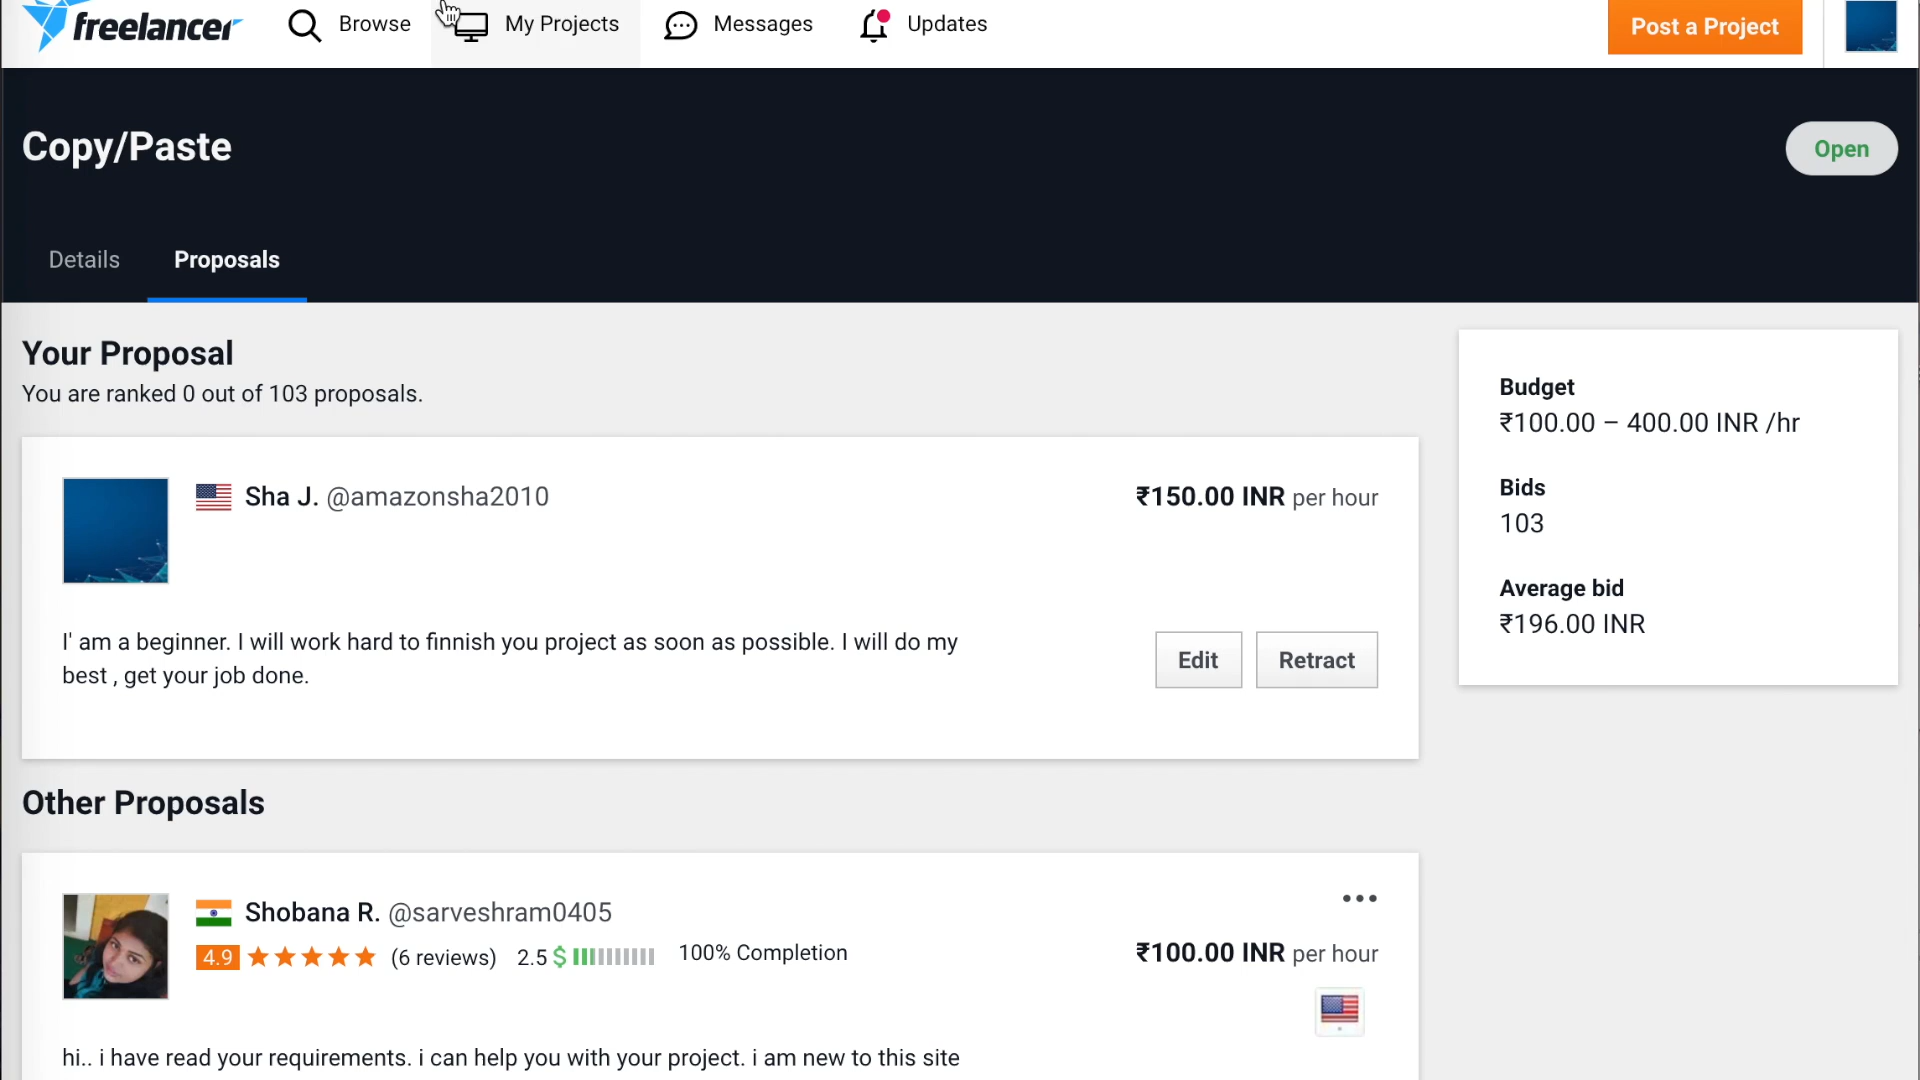 freelancer
Browse
My Projects
Messages
Updates
Post a Project
Copy/Paste
Open
Details
Proposals
Your Proposal
You are ranked 0 out of 103 proposals.
Sha J. @amazonsha2010
₹150.00 INR per hour
I' am a beginner. I will work hard to finnish you project as soon as possible. I will do my
best , get your job done.
Edit
Retract
Budget
₹100.00 – 400.00 INR /hr
Bids
103
Average bid
₹196.00 INR
Other Proposals
Shobana R. @sarveshram0405
4.9 (6 reviews) 2.5 $ 100% Completion
₹100.00 INR per hour
hi.. i have read your requirements. i can help you with your project. i am new to this site